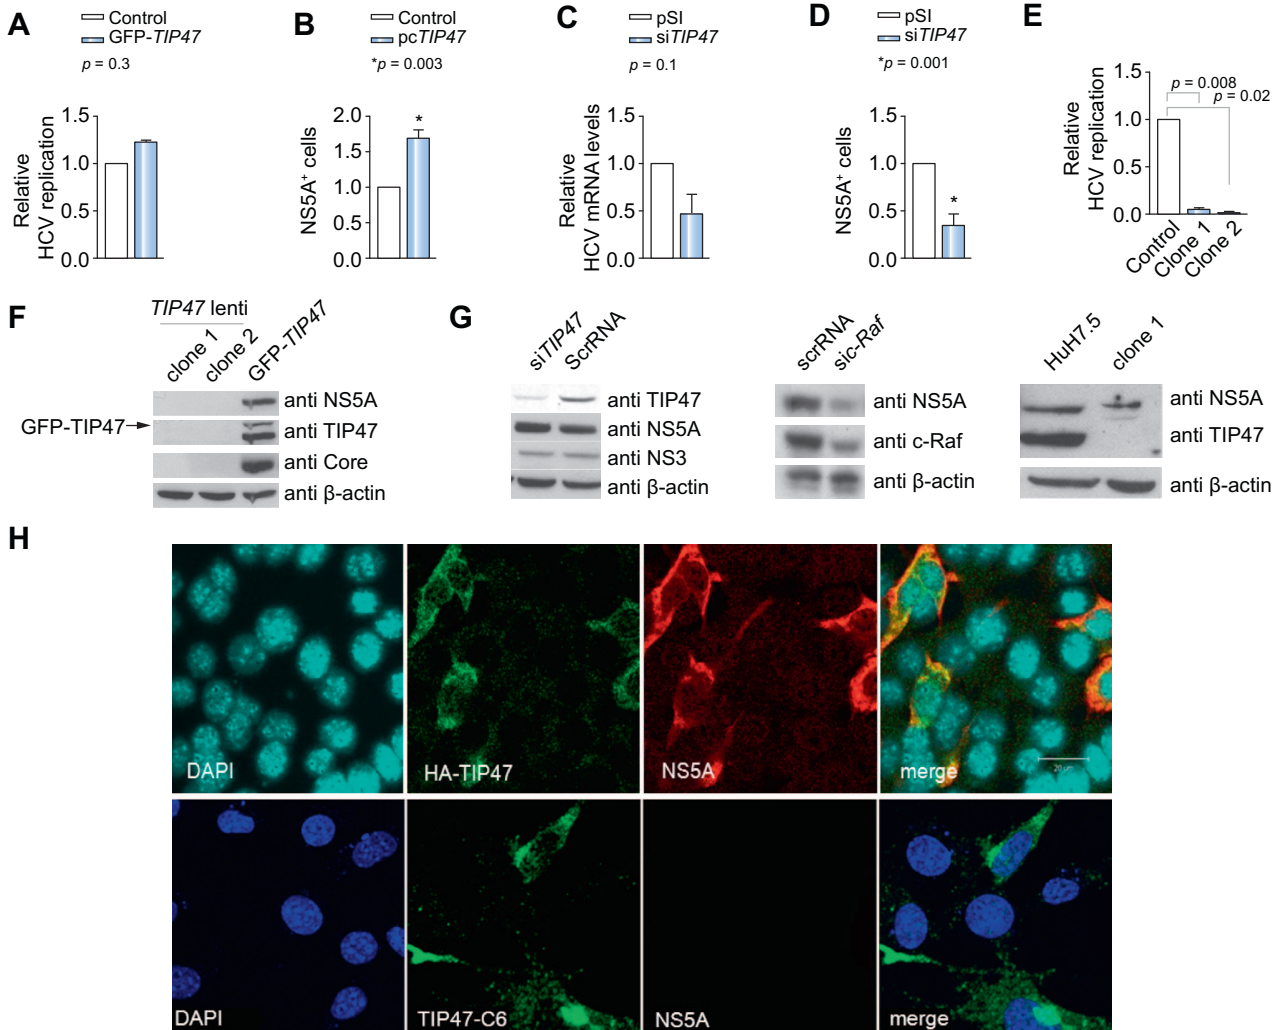 A
Control
GFP-TIP47
p = 0.3
Relative
HCV replication
1.5
1.0
0.5
0.0
B
Control
pcTIP47
*p = 0.003
NS5A+ cells
2.0
1.5
1.0
0.5
0.0
*
C
pSI
siTIP47
p = 0.1
Relative
HCV mRNA levels
1.5
1.0
0.5
0.0
D
pSI
siTIP47
*p = 0.001
NS5A+ cells
1.5
1.0
0.5
0.0
*
E
Relative
HCV replication
1.5
1.0
0.5
0.0
p = 0.008
p = 0.02
Control
Clone 1
Clone 2
F
TIP47 lenti
clone 1
clone 2
GFP-TIP47
GFP-TIP47
anti NS5A
anti TIP47
anti Core
anti β-actin
G
siTIP47
ScrRNA
anti TIP47
anti NS5A
anti NS3
anti β-actin
scrRNA
sic-Raf
anti NS5A
anti c-Raf
anti β-actin
HuH7.5
clone 1
anti NS5A
anti TIP47
anti β-actin
H
DAPI
HA-TIP47
NS5A
merge
20 µm
DAPI
TIP47-C6
NS5A
merge